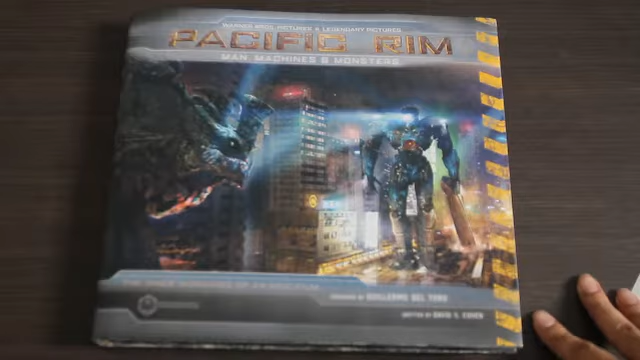 WARNER BROS. PICTURES & LEGENDARY PICTURES
PACIFIC RIM
MAN, MACHINES & MONSTERS
FOREWORD BY GUILLERMO DEL TORO
WRITTEN BY DAVID S. COHEN